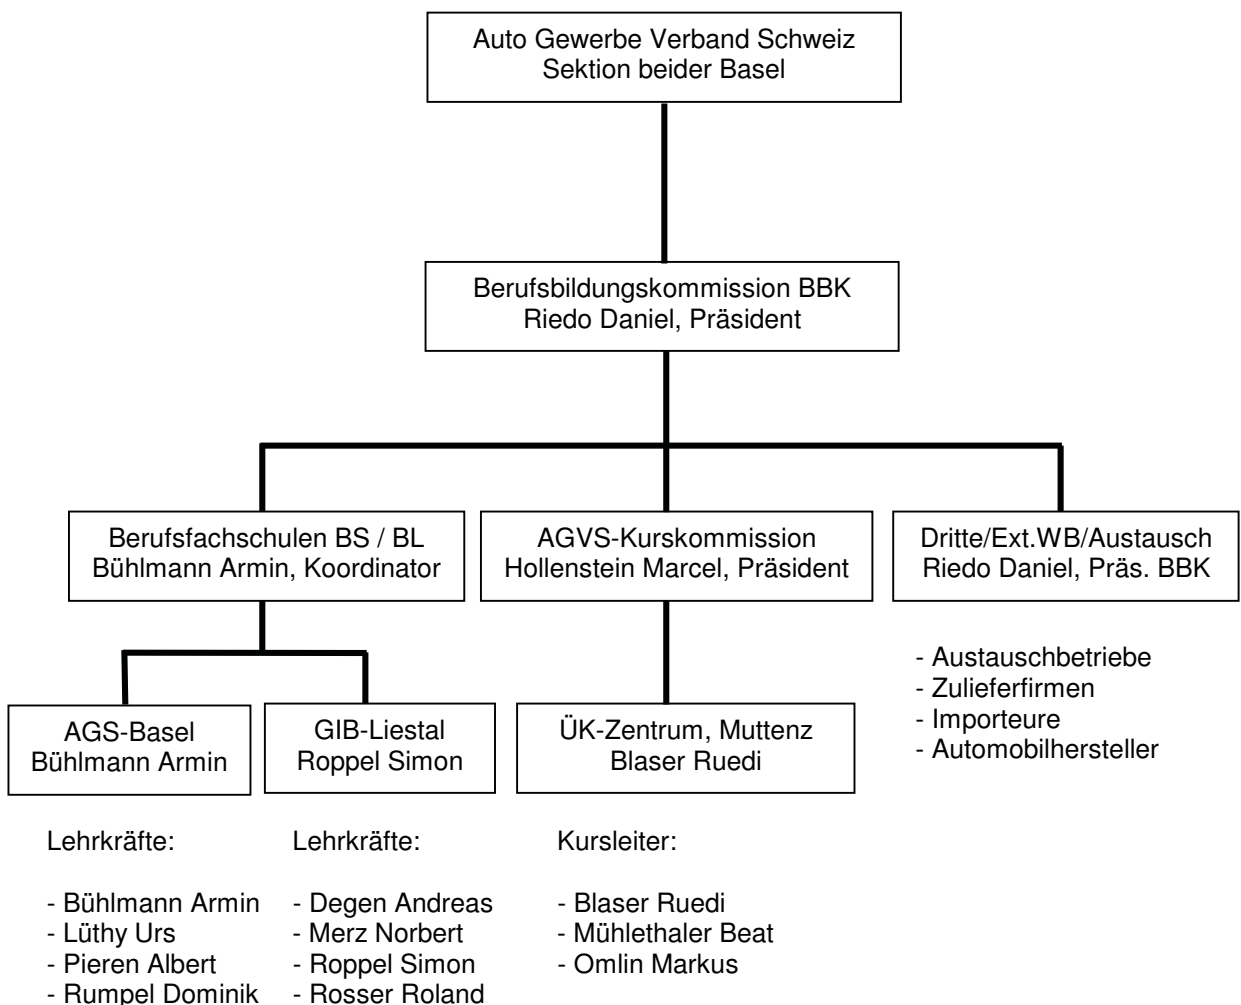 Auto Gewerbe Verband Schweiz
Sektion beider Basel
Berufsbildungskommission BBK
Riedo Daniel, Präsident
Berufsfachschulen BS / BL
Bühlmann Armin, Koordinator
AGVS-Kurskommission
Hollenstein Marcel, Präsident
Dritte/Ext.WB/Austausch
Riedo Daniel, Präs. BBK
- Austauschbetriebe
- Zulieferfirmen
- Importeure
- Automobilhersteller
AGS-Basel
Bühlmann Armin
GIB-Liestal
Roppel Simon
ÜK-Zentrum, Muttenz
Blaser Ruedi
Lehrkräfte:
- Bühlmann Armin
- Lüthy Urs
- Pieren Albert
- Rumpel Dominik
Lehrkräfte:
- Degen Andreas
- Merz Norbert
- Roppel Simon
- Rosser Roland
Kursleiter:
- Blaser Ruedi
- Mühlethaler Beat
- Omlin Markus